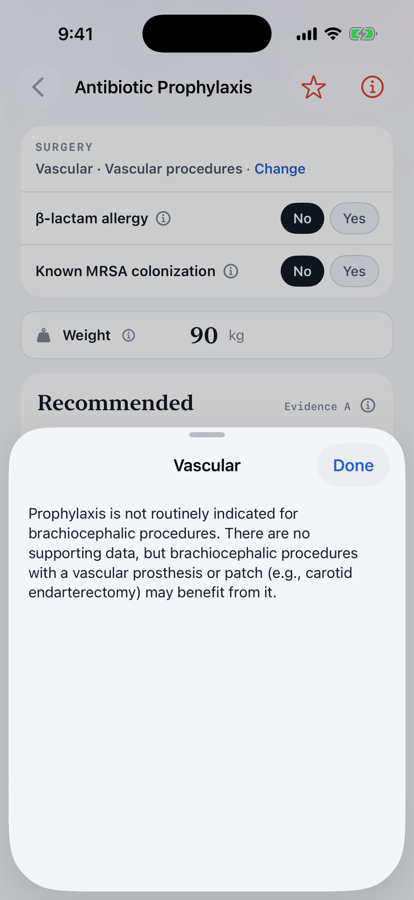 9:41
Antibiotic Prophylaxis
SURGERY
Vascular · Vascular procedures · Change
β-lactam allergy No Yes
Known MRSA colonization No Yes
Weight 90 kg
Recommended Evidence A
Vascular Done
Prophylaxis is not routinely indicated for
brachiocephalic procedures. There are no
supporting data, but brachiocephalic procedures
with a vascular prosthesis or patch (e.g., carotid
endarterectomy) may benefit from it.